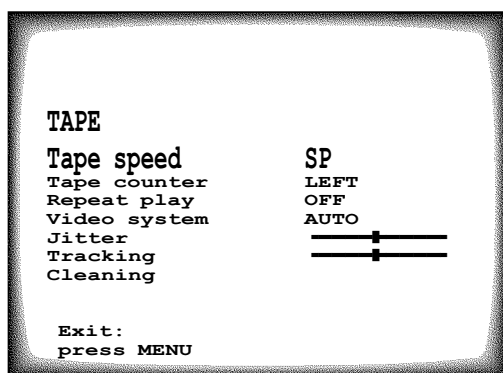 TAPE
Tape speed SP
Tape counter LEFT
Repeat play OFF
Video system AUTO
Jitter
Tracking
Cleaning
Exit:
press MENU